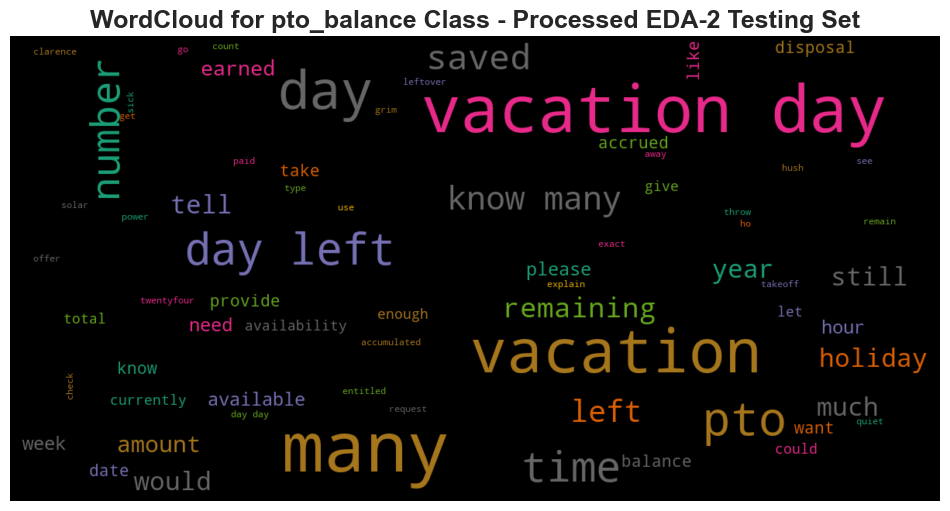 WordCloud for pto_balance Class - Processed EDA-2 Testing Set
clarence
go
count
earned
day
saved
like
disposal
number
sick
get
leftover
grim
vacation day
accrued
away
paid
take
type
hush
see
know many
give
solar
power
tell
use
throw
ho
remain
day left
exact
offer
please
explain
year
takeoff
still
twentyfour
provide
remaining
let
total
need
availability
enough
hour
accumulated
vacation
holiday
know
check
currently
available
entitled
day day
request
left
pto
much
want
quiet
week
amount
many
could
date
would
time
balance